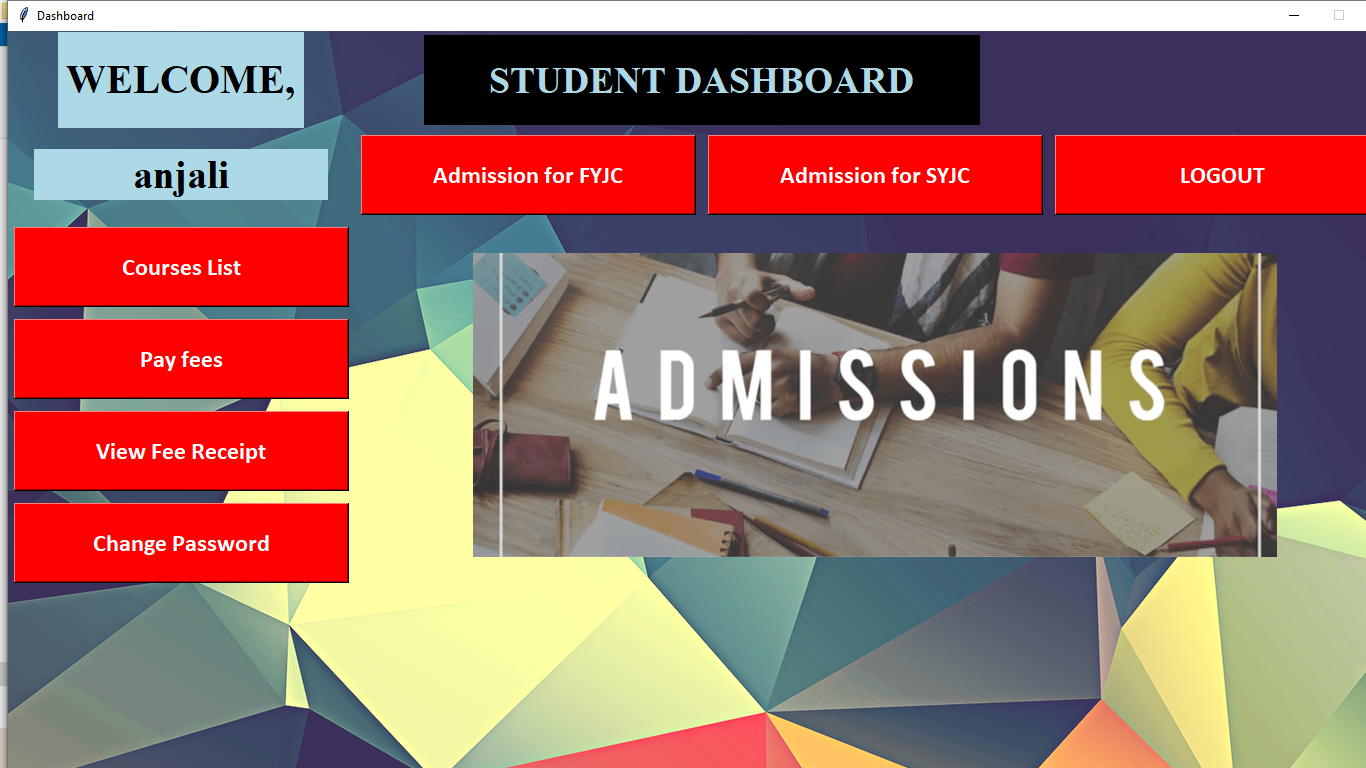 Dashboard
WELCOME,
STUDENT DASHBOARD
anjali
Admission for FYJC
Admission for SYJC
LOGOUT
Courses List
Pay fees
View Fee Receipt
Change Password
ADMISSIONS